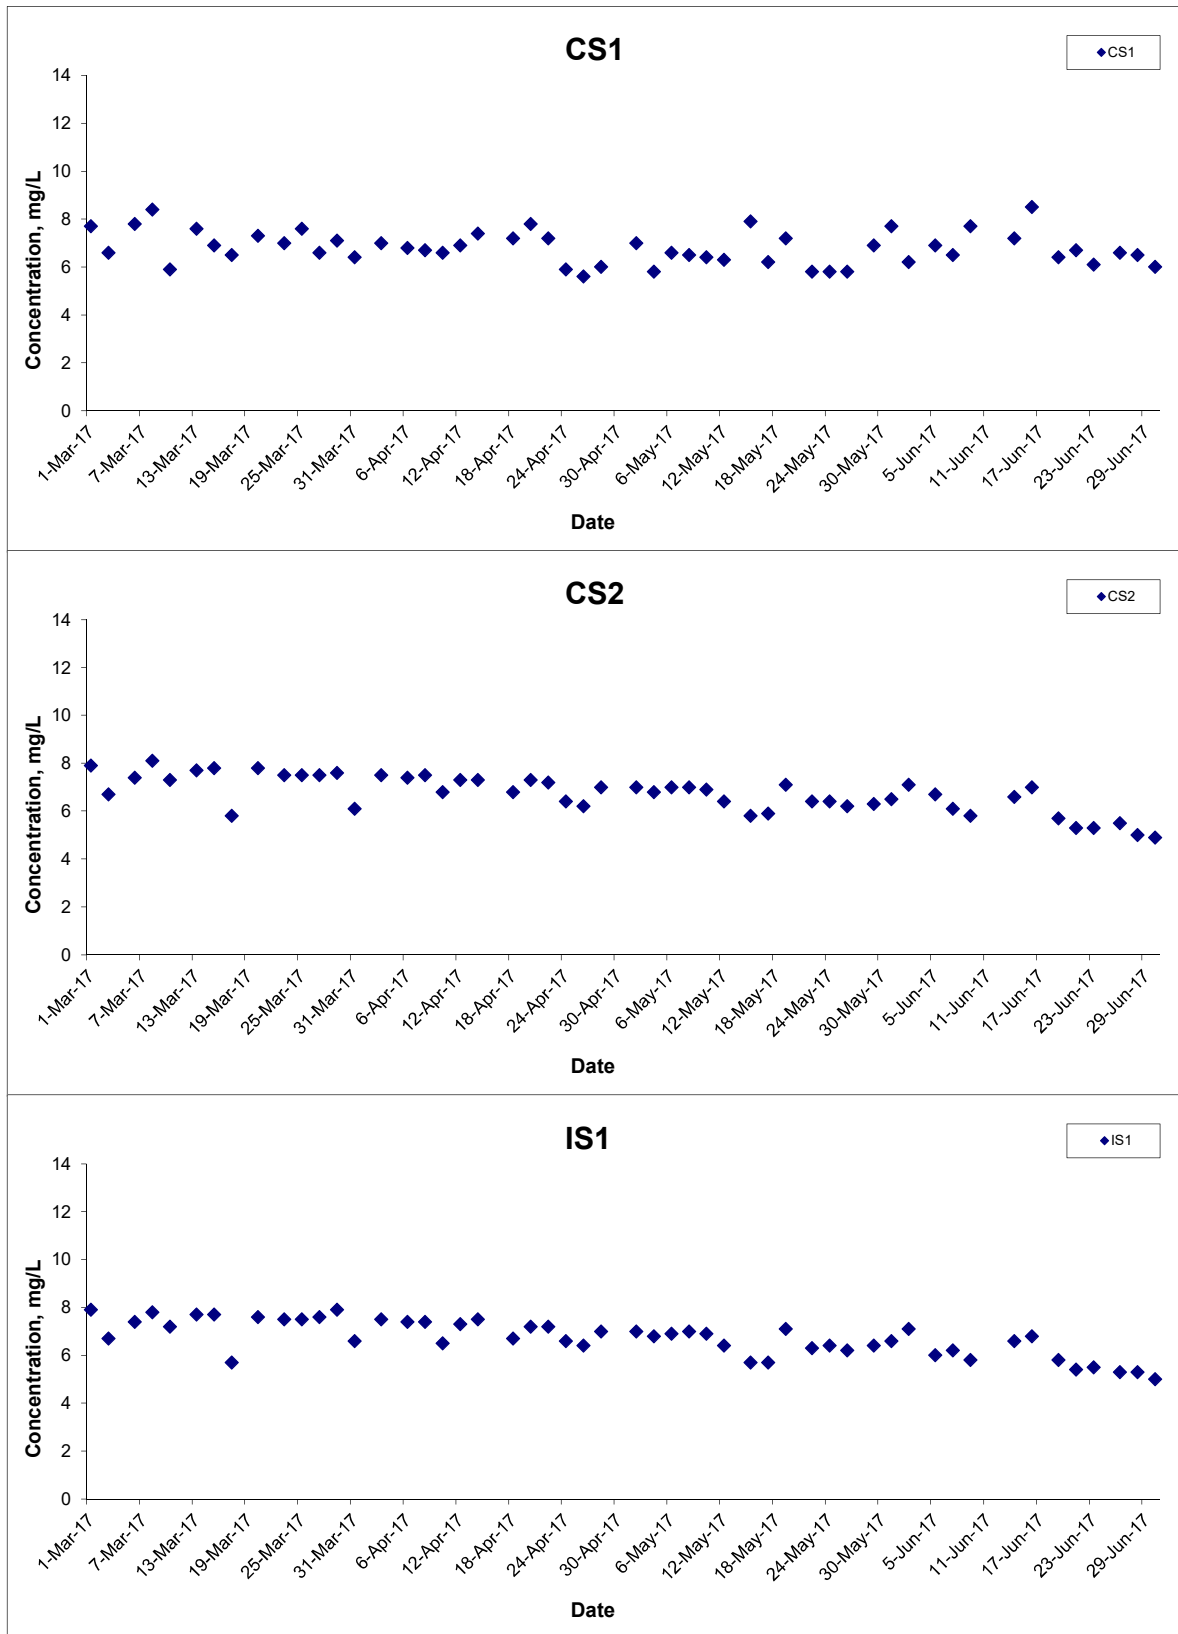 CS1
CS1
14
12
10
8
6
4
2
0
Concentration, mg/L
1-Mar-17 7-Mar-17 13-Mar-17 19-Mar-17 25-Mar-17 31-Mar-17 6-Apr-17 12-Apr-17 18-Apr-17 24-Apr-17 30-Apr-17 6-May-17 12-May-17 18-May-17 24-May-17 30-May-17 5-Jun-17 11-Jun-17 17-Jun-17 23-Jun-17 29-Jun-17
Date
CS2
CS2
14
12
10
8
6
4
2
0
Concentration, mg/L
1-Mar-17 7-Mar-17 13-Mar-17 19-Mar-17 25-Mar-17 31-Mar-17 6-Apr-17 12-Apr-17 18-Apr-17 24-Apr-17 30-Apr-17 6-May-17 12-May-17 18-May-17 24-May-17 30-May-17 5-Jun-17 11-Jun-17 17-Jun-17 23-Jun-17 29-Jun-17
Date
IS1
IS1
14
12
10
8
6
4
2
0
Concentration, mg/L
1-Mar-17 7-Mar-17 13-Mar-17 19-Mar-17 25-Mar-17 31-Mar-17 6-Apr-17 12-Apr-17 18-Apr-17 24-Apr-17 30-Apr-17 6-May-17 12-May-17 18-May-17 24-May-17 30-May-17 5-Jun-17 11-Jun-17 17-Jun-17 23-Jun-17 29-Jun-17
Date